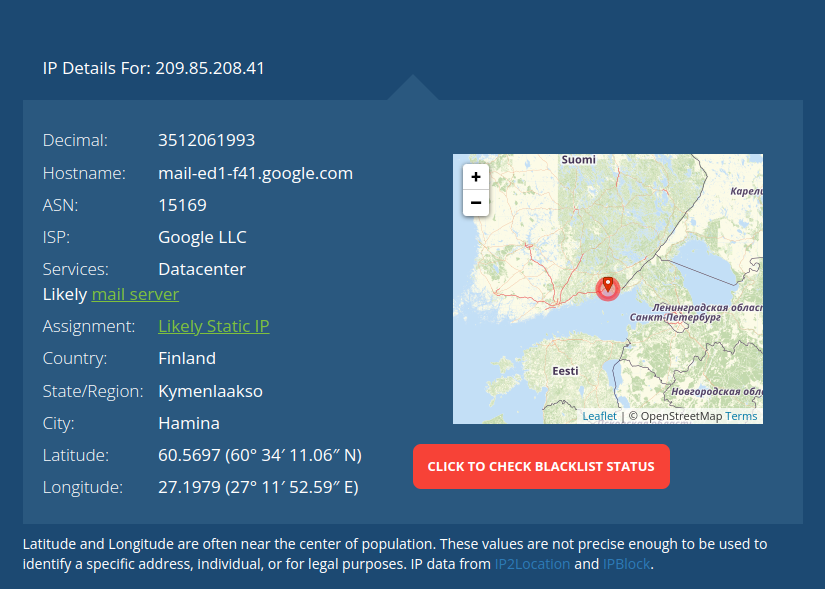 IP Details For: 209.85.208.41
Decimal: 3512061993
Hostname: mail-ed1-f41.google.com
ASN: 15169
ISP: Google LLC
Services: Datacenter
Likely mail server
Assignment: Likely Static IP
Country: Finland
State/Region: Kymenlaakso
City: Hamina
Latitude: 60.5697 (60° 34′ 11.06″ N)
Longitude: 27.1979 (27° 11′ 52.59″ E)
+
−
Suomi
Ленинградская
Санкт-Петербург
Eesti
Новгородская
Leaflet | © OpenStreetMap Terms
CLICK TO CHECK BLACKLIST STATUS
Latitude and Longitude are often near the center of population. These values are not precise enough to be used to
identify a specific address, individual, or for legal purposes. IP data from IP2Location and IPBlock.